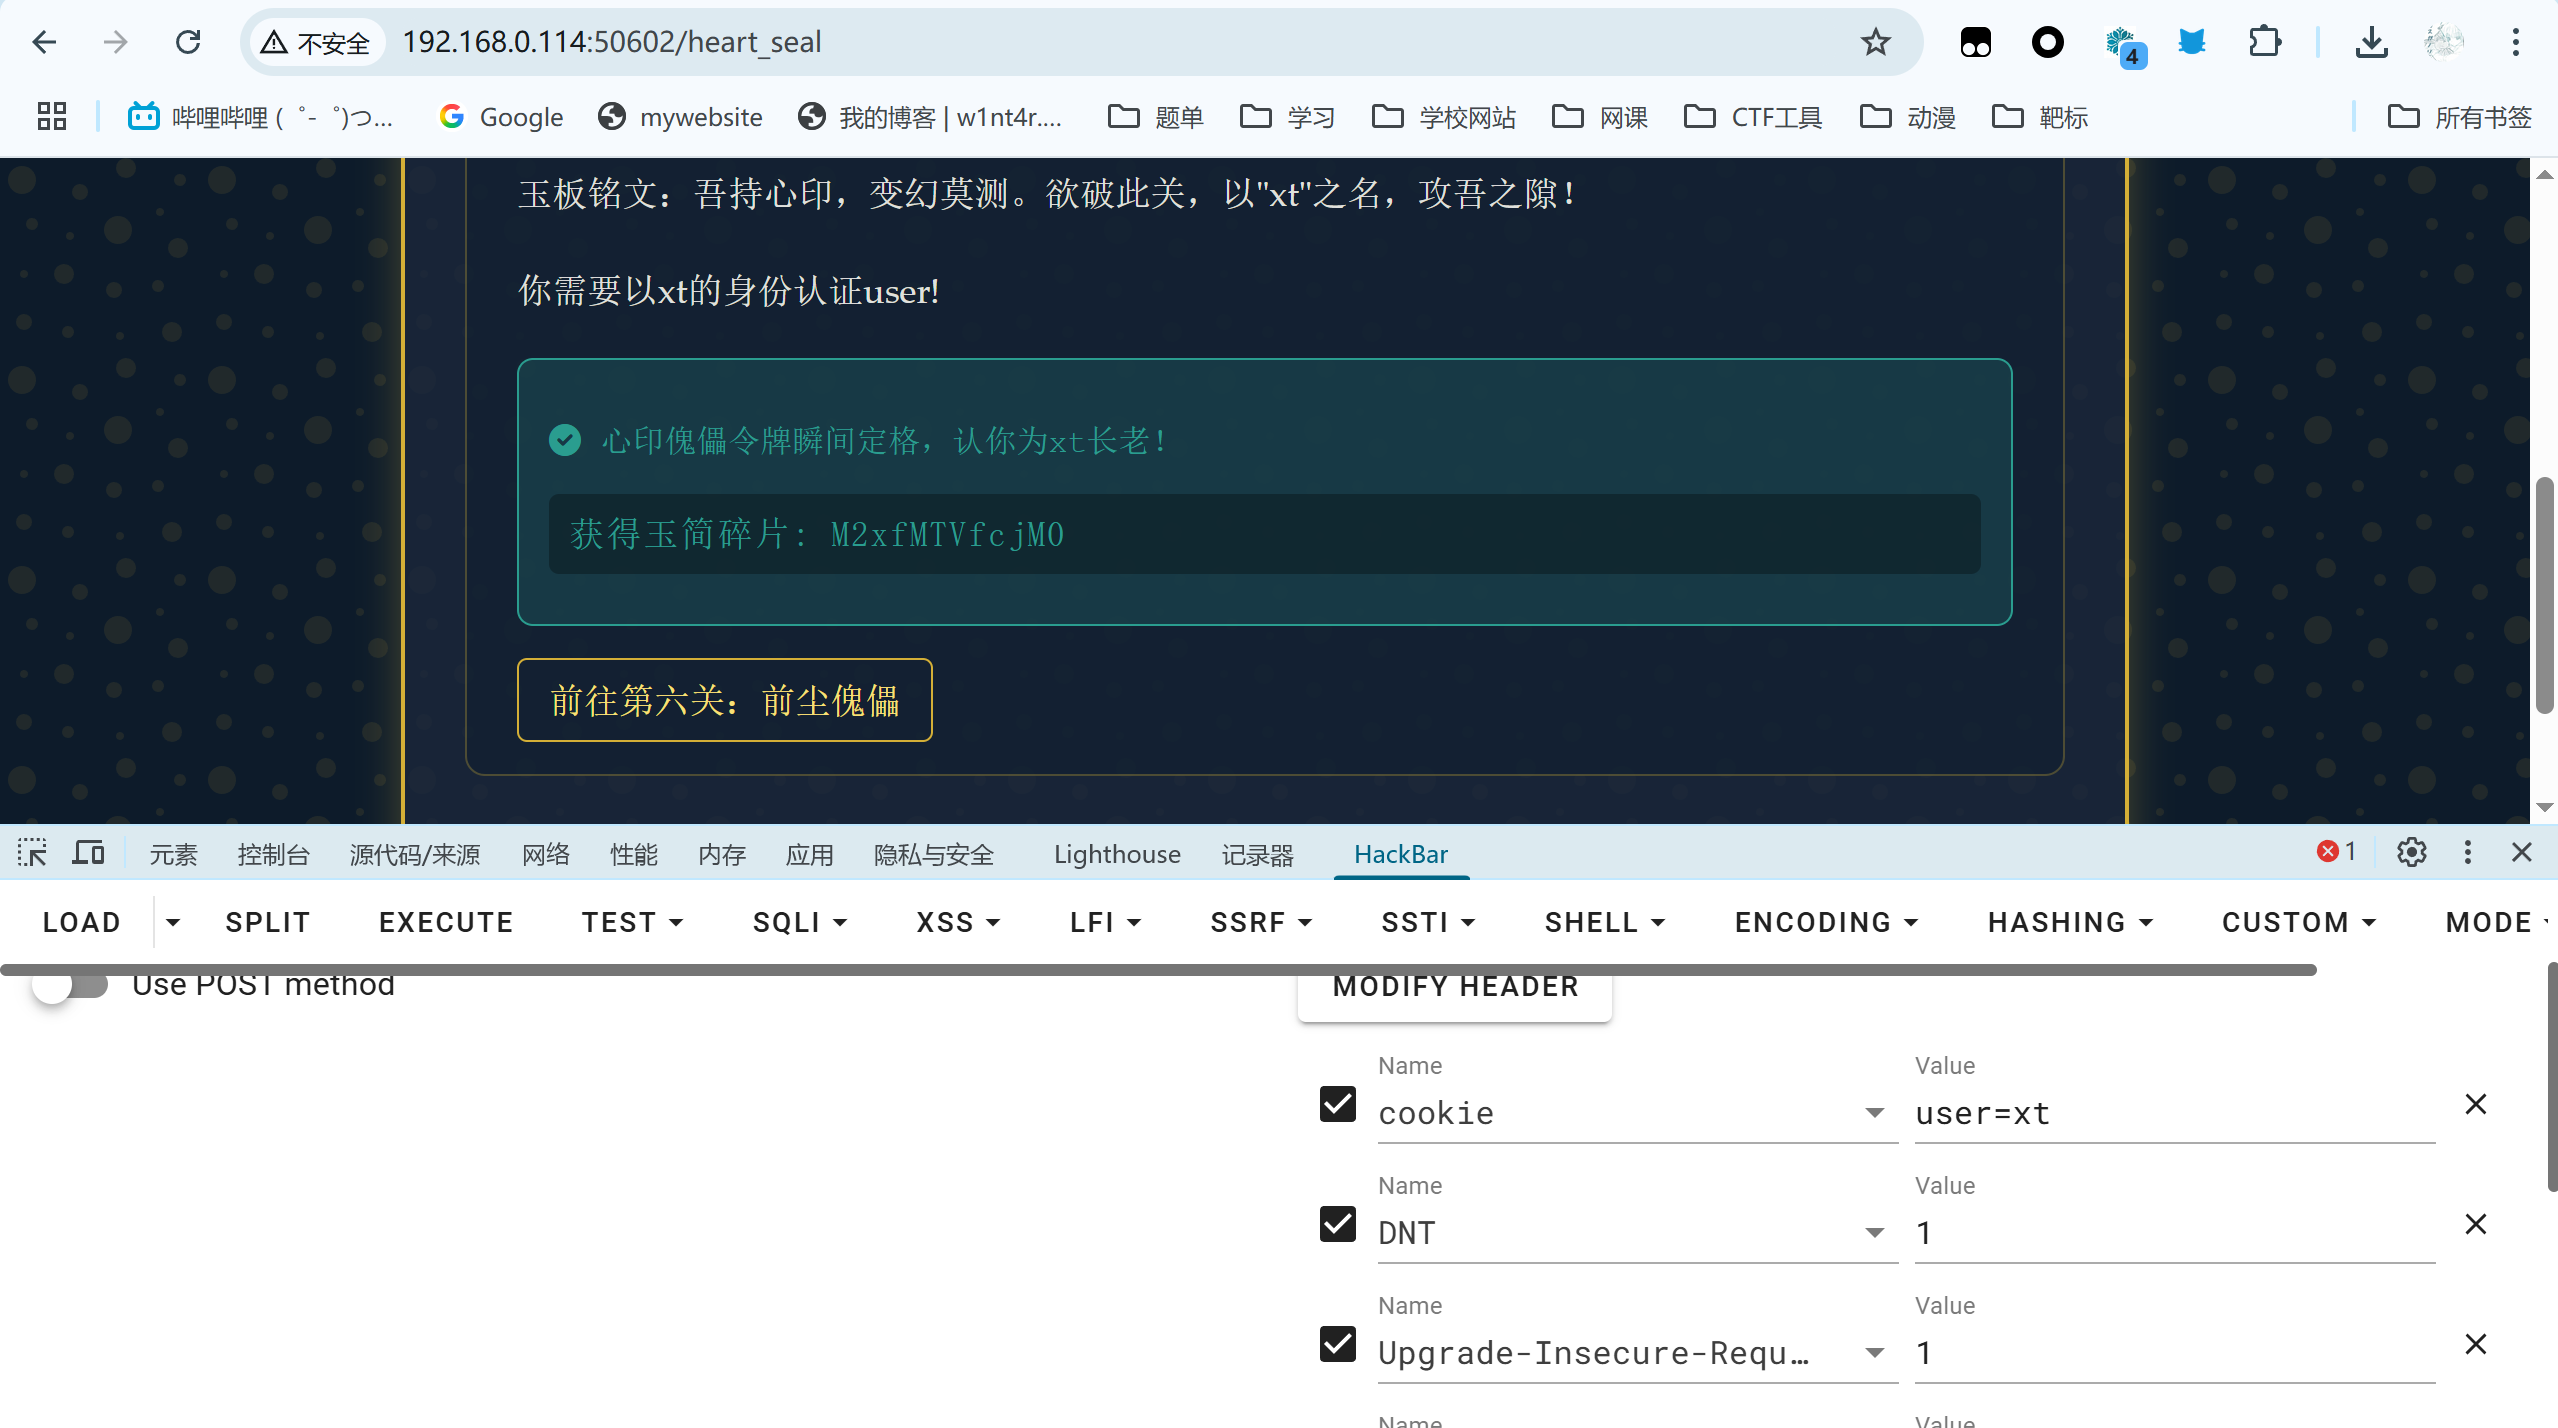 不安全 192.168.0.114:50602/heart_seal
4
哔哩哔哩 (゜-゜)つ... Google mywebsite 我的博客 | w1nt4r.... 题单 学习 学校网站 网课 CTF工具 动漫 靶标 所有书签
玉板铭文：吾持心印，变幻莫测。欲破此关，以"xt"之名，攻吾之隙！
你需要以xt的身份认证user!
心印傀儡令牌瞬间定格，认你为xt长老！
获得玉简碎片: M2xfMTVfcjM0
前往第六关：前尘傀儡
元素 控制台 源代码/来源 网络 性能 内存 应用 隐私与安全 Lighthouse 记录器 HackBar 1
LOAD SPLIT EXECUTE TEST SQLI XSS LFI SSRF SSTI SHELL ENCODING HASHING CUSTOM MODE
Use POST method MODIFY HEADER
Name Value
cookie user=xt
Name Value
DNT 1
Name Value
Upgrade-Insecure-Requ… 1
Name Value